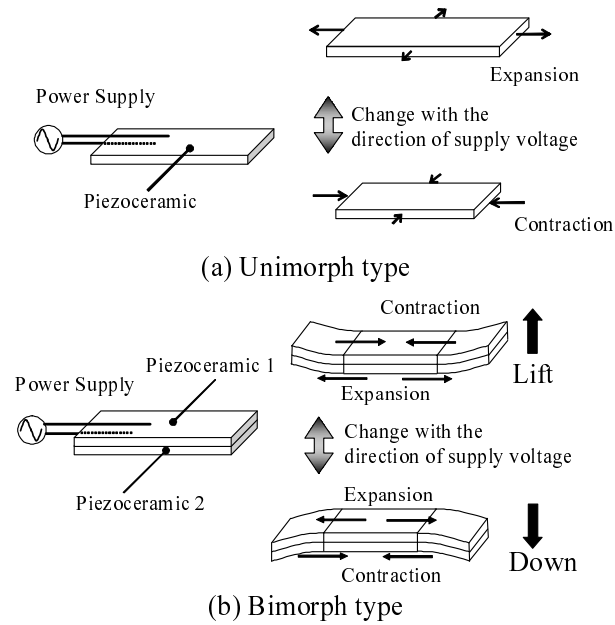 Expansion
Power Supply
Change with the
direction of supply voltage
Piezoceramic
Contraction
(a) Unimorph type
Contraction
Lift
Piezoceramic 1
Power Supply
Expansion
Change with the
direction of supply voltage
Piezoceramic 2
Expansion
Down
Contraction
(b) Bimorph type